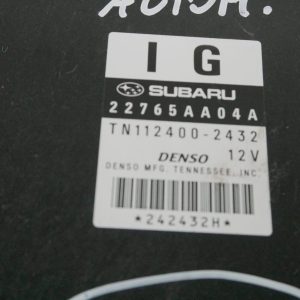 I G
SUBARU
22765AA04A
TN112400-2432
DENSO 12V
DENSO MFG. TENNESSEE, INC.
*242432H*